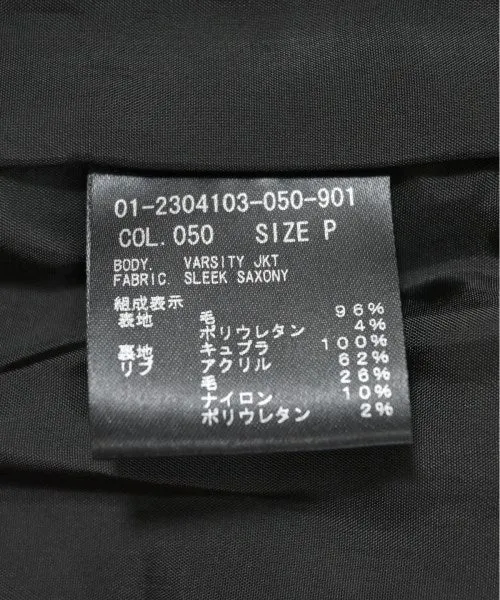 01-2304103-050-901
COL. 050 SIZE P
BODY. VARSITY JKT
FABRIC. SLEEK SAXONY
組成表示
表地 毛 96%
ポリウレタン 4%
裏地 キュプラ 100%
リブ アクリル 62%
毛 26%
ナイロン 10%
ポリウレタン 2%